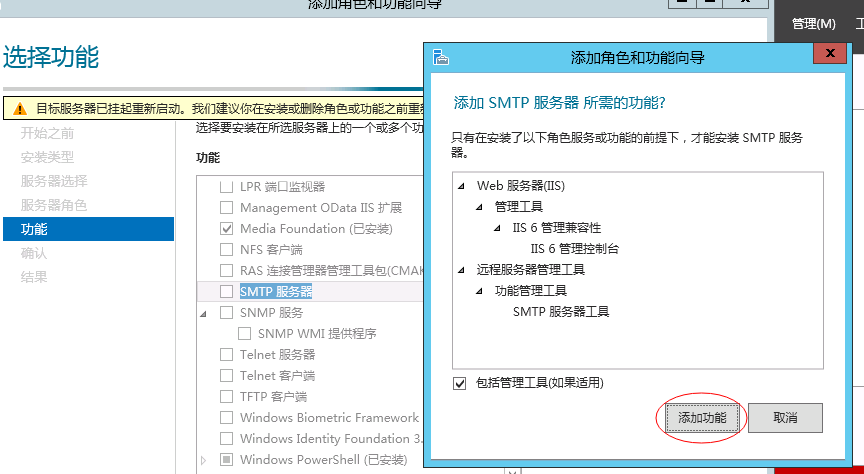 添加角色和功能向导
管理(M)
选择功能
目标服务器已挂起重新启动。我们建议你在安装或删除角色或功能之前重新
开始之前
安装类型
服务器选择
服务器角色
功能
确认
结果
选择要安装在所选服务器上的一个或多个功
功能
LPR 端口监视器
Management OData IIS 扩展
Media Foundation (已安装)
NFS 客户端
RAS 连接管理器管理工具包(CMAK
SMTP 服务器
SNMP 服务
SNMP WMI 提供程序
Telnet 服务器
Telnet 客户端
TFTP 客户端
Windows Biometric Framework
Windows Identity Foundation 3.
Windows PowerShell (已安装)
添加角色和功能向导
添加 SMTP 服务器 所需的功能?
只有在安装了以下角色服务或功能的前提下，才能安装 SMTP 服务
器。
Web 服务器(IIS)
管理工具
IIS 6 管理兼容性
IIS 6 管理控制台
远程服务器管理工具
功能管理工具
SMTP 服务器工具
包括管理工具(如果适用)
添加功能
取消